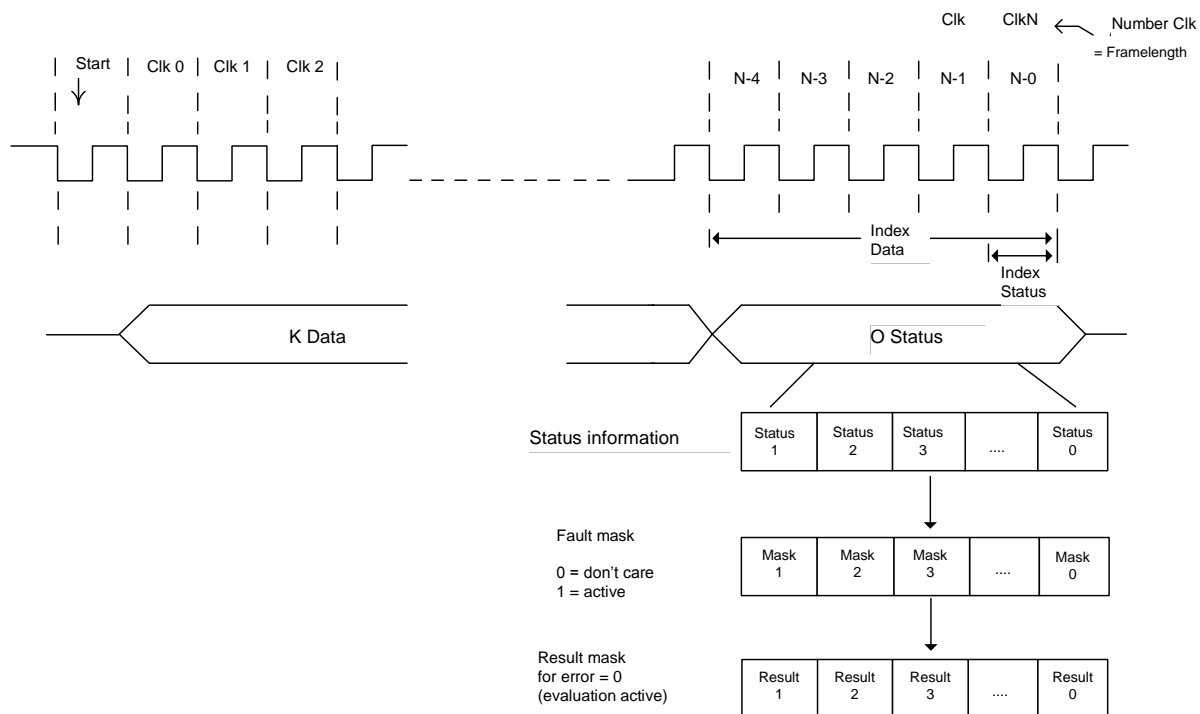 Clk ClkN Number Clk
= Framelength
Start Clk 0 Clk 1 Clk 2
N-4 N-3 N-2 N-1 N-0
Index
Data
Index
Status
K Data
O Status
Status information
Status
1
Status
2
Status
3
....
Status
0
Fault mask
0 = don't care
1 = active
Mask
1
Mask
2
Mask
3
....
Mask
0
Result mask
for error = 0
(evaluation active)
Result
1
Result
2
Result
3
....
Result
0